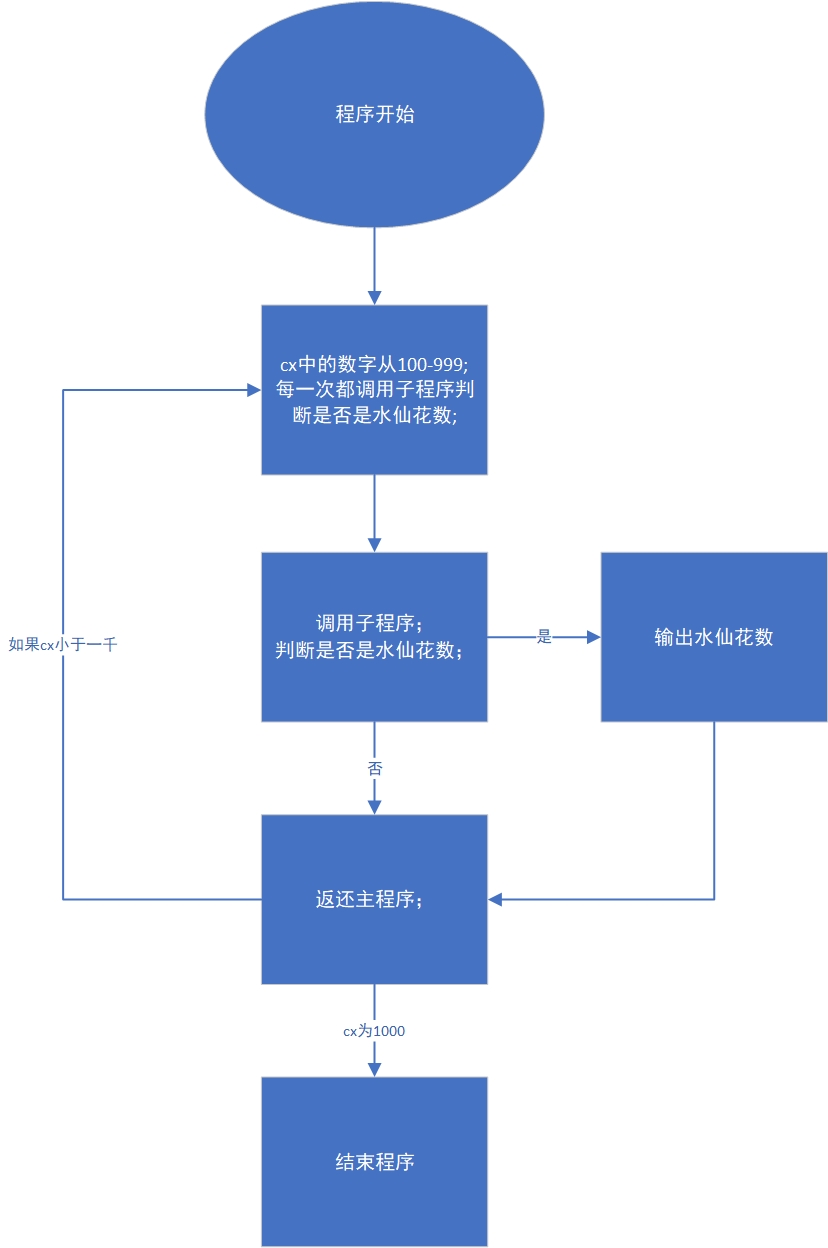 程序开始
cx中的数字从100-999;
每一次都调用子程序判
断是否是水仙花数;
如果cx小于一千
调用子程序；
判断是否是水仙花数；
是
输出水仙花数
否
返还主程序；
cx为1000
结束程序